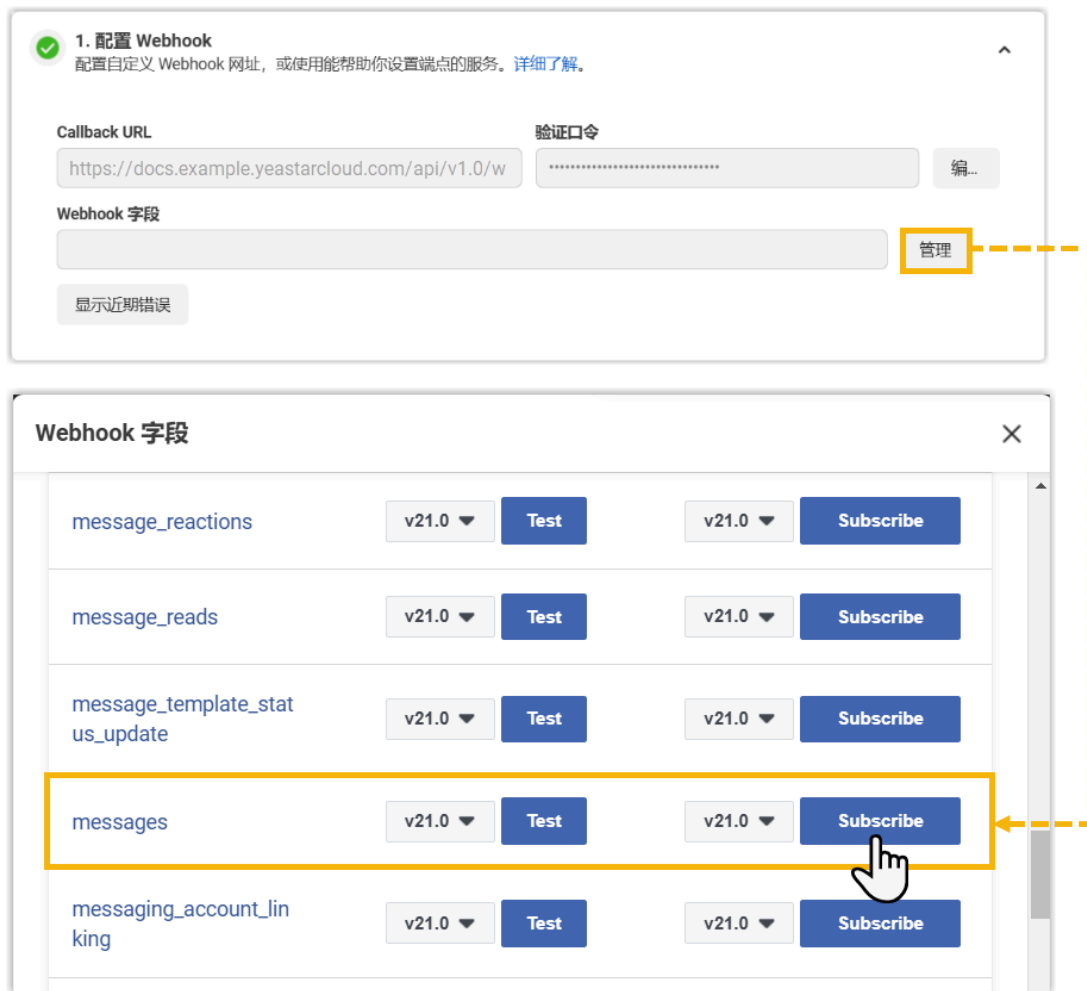 1. 配置 Webhook
配置自定义 Webhook 网址，或使用能帮助你设置端点的服务。详细了解。
Callback URL
验证口令
https://docs.example.yeastarcloud.com/api/v1.0/w
••••••••••••••••••••••••••••••••
编...
Webhook 字段
管理
显示近期错误
Webhook 字段
message_reactions v21.0 Test v21.0 Subscribe
message_reads v21.0 Test v21.0 Subscribe
message_template_stat
us_update
v21.0 Test v21.0 Subscribe
messages v21.0 Test v21.0 Subscribe
messaging_account_lin
king
v21.0 Test v21.0 Subscribe